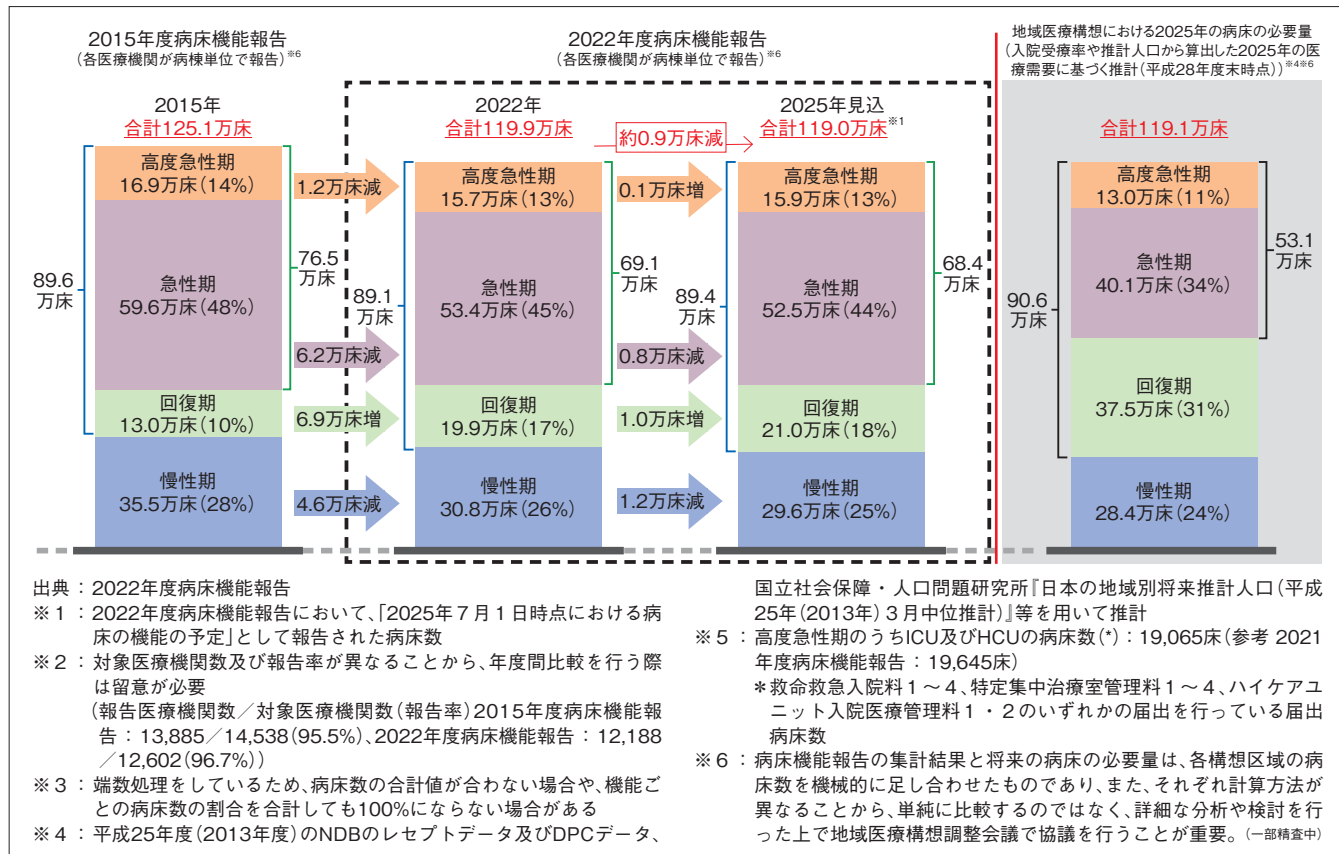 2015年度病床機能報告
(各医療機関が病棟単位で報告)※6
2022年度病床機能報告
(各医療機関が病棟単位で報告)※6
地域医療構想における2025年の病床の必要量
(入院受療率や推計人口から算出した2025年の医
療需要に基づく推計(平成28年度末時点))※4※6
2015年
合計125.1万床
高度急性期
16.9万床(14%)
急性期
59.6万床(48%)
回復期
13.0万床(10%)
慢性期
35.5万床(28%)
89.6
万床
76.5
万床
1.2万床減
6.2万床減
6.9万床増
4.6万床減
2022年
合計119.9万床
高度急性期
15.7万床(13%)
急性期
53.4万床(45%)
回復期
19.9万床(17%)
慢性期
30.8万床(26%)
89.1
万床
69.1
万床
約0.9万床減
0.1万床増
0.8万床減
1.0万床増
1.2万床減
2025年見込
合計119.0万床※1
高度急性期
15.9万床(13%)
急性期
52.5万床(44%)
回復期
21.0万床(18%)
慢性期
29.6万床(25%)
89.4
万床
68.4
万床
合計119.1万床
高度急性期
13.0万床(11%)
急性期
40.1万床(34%)
回復期
37.5万床(31%)
慢性期
28.4万床(24%)
90.6
万床
53.1
万床
出典：2022年度病床機能報告
※1：2022年度病床機能報告において、「2025年7月1日時点における病
床の機能の予定」として報告された病床数
※2：対象医療機関数及び報告率が異なることから、年度間比較を行う際
は留意が必要
(報告医療機関数／対象医療機関数(報告率)2015年度病床機能報
告：13,885／14,538(95.5%)、2022年度病床機能報告：12,188
／12,602(96.7%))
※3：端数処理をしているため、病床数の合計値が合わない場合や、機能ご
との病床数の割合を合計しても100%にならない場合がある
※4：平成25年度(2013年度)のNDBのレセプトデータ及びDPCデータ、
国立社会保障・人口問題研究所『日本の地域別将来推計人口(平成
25年(2013年)3月中位推計)』等を用いて推計
※5：高度急性期のうちICU及びHCUの病床数(*)：19,065床(参考 2021
年度病床機能報告：19,645床)
＊救命救急入院料1～4、特定集中治療室管理料1～4、ハイケアユ
ニット入院医療管理料1・2のいずれかの届出を行っている届出
病床数
※6：病床機能報告の集計結果と将来の病床の必要量は、各構想区域の病
床数を機械的に足し合わせたものであり、また、それぞれ計算方法が
異なることから、単純に比較するのではなく、詳細な分析や検討を行
った上で地域医療構想調整会議で協議を行うことが重要。(一部精査中)